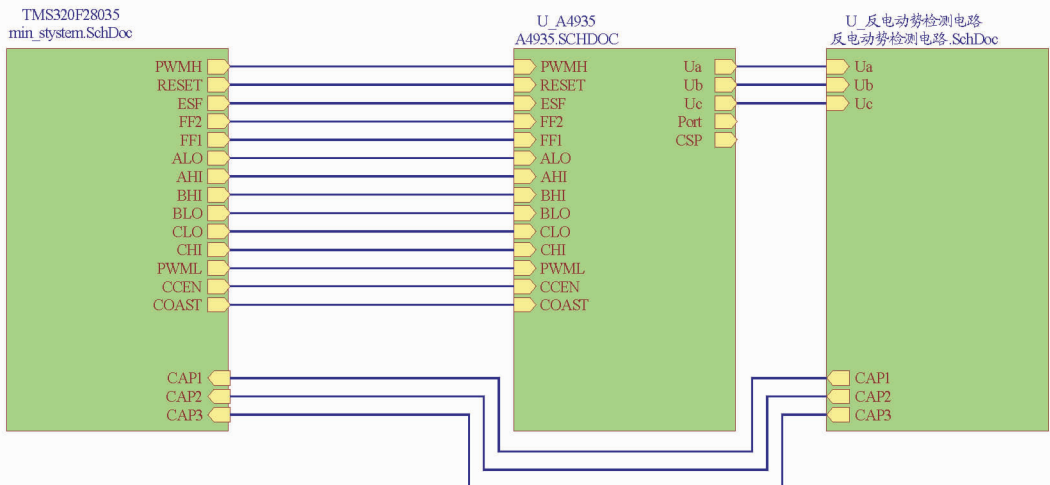 TMS320F28035
min_stystem.SchDoc
PWMH
RESET
ESF
FF2
FF1
ALO
AHI
BHI
BLO
CLO
CHI
PWML
CCEN
COAST
CAP1
CAP2
CAP3
U_A4935
A4935.SCHDOC
PWMH
RESET
ESF
FF2
FF1
ALO
AHI
BHI
BLO
CLO
CHI
PWML
CCEN
COAST
Ua
Ub
Uc
Port
CSP
U_反电动势检测电路
反电动势检测电路.SchDoc
Ua
Ub
Uc
CAP1
CAP2
CAP3